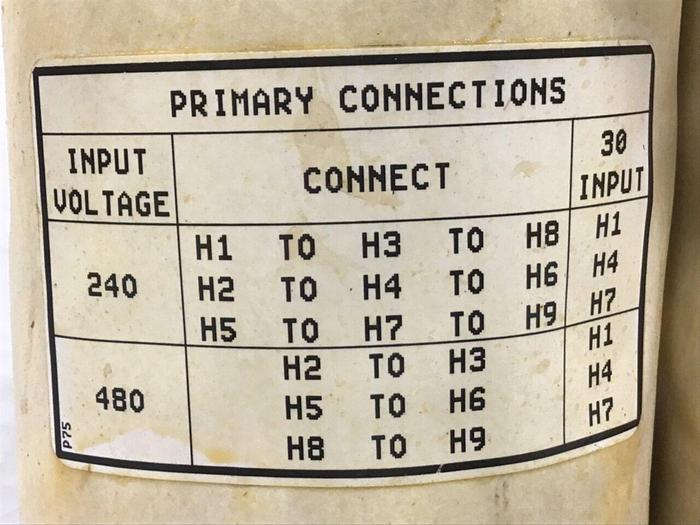 PRIMARY CONNECTIONS
INPUT VOLTAGE
CONNECT
30 INPUT
240
H1 TO H3 TO H8 H1
H2 TO H4 TO H6 H4
H5 TO H7 TO H9 H7
480
H2 TO H3 H1
H5 TO H6 H4
H8 TO H9 H7
P75